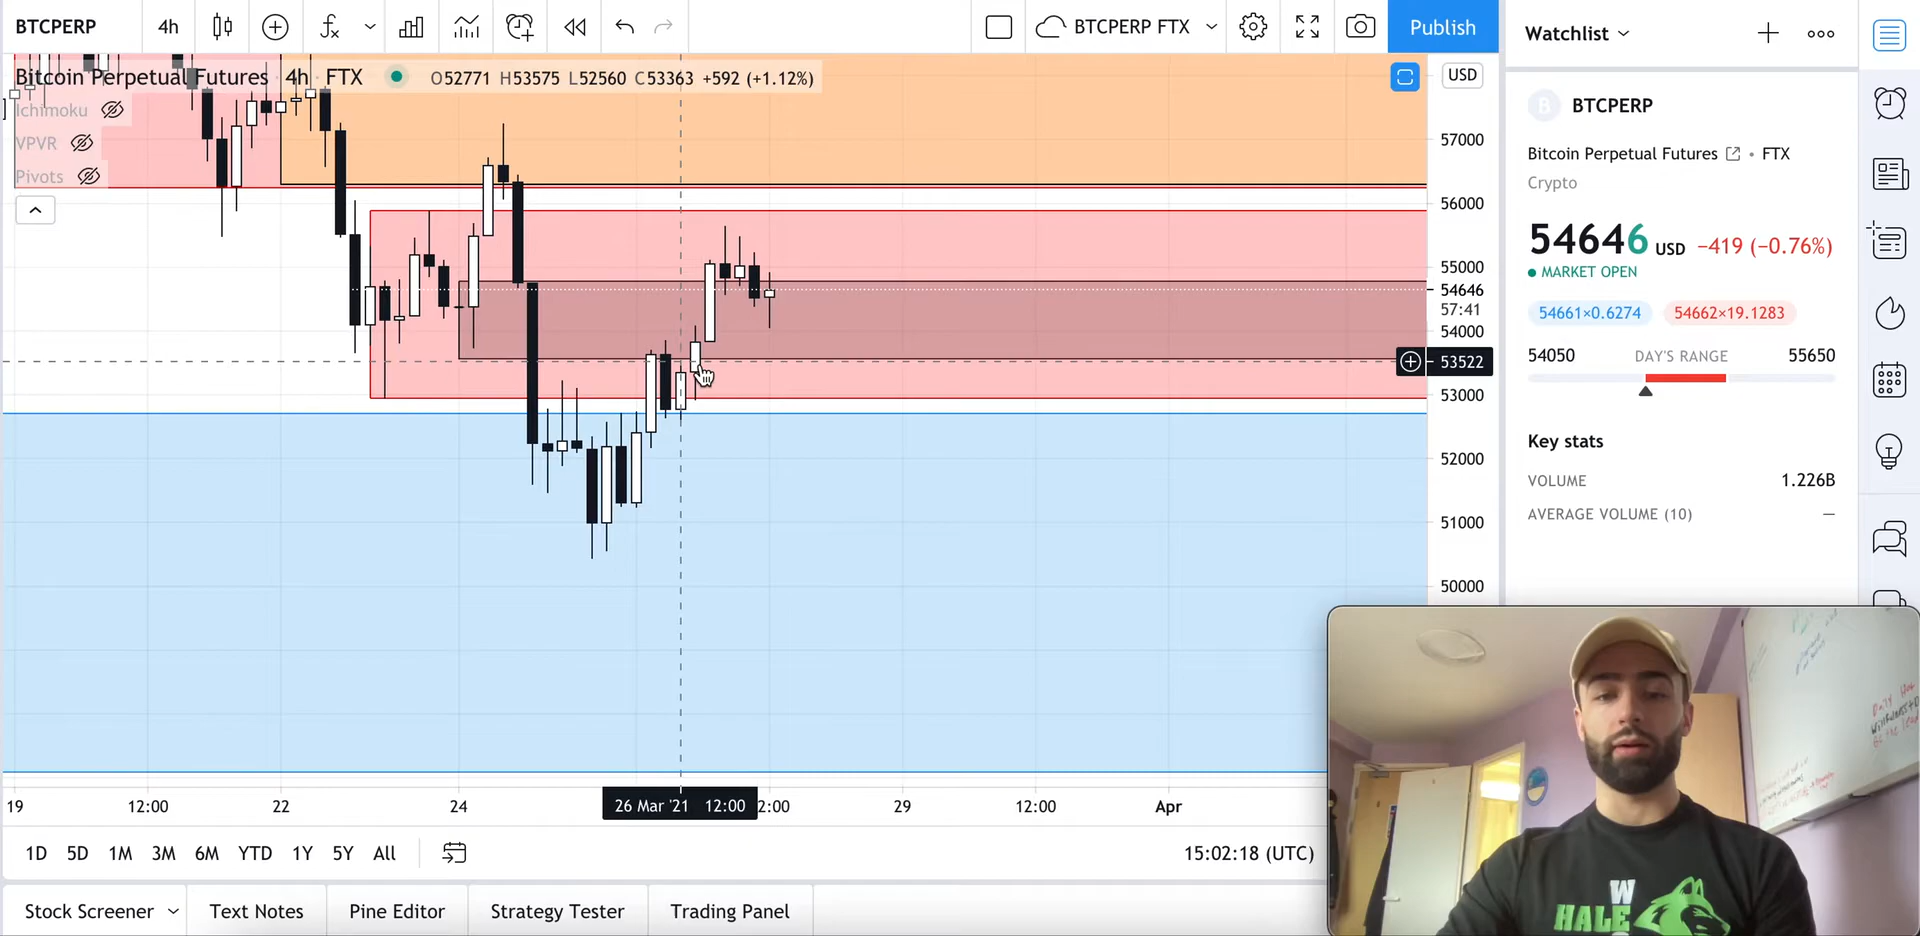 BTCPERP 4h BTCPERP FTX Publish
Watchlist
Bitcoin Perpetual Futures 4h FTX O52771 H53575 L52560 C53363 +592 (+1.12%)
USD
Ichimoku
VPVR
Pivots
57000
56000
55000
54646
57:41
54000
53522
53000
52000
51000
50000
B BTCPERP
Bitcoin Perpetual Futures • FTX
Crypto
54646 USD −419 (−0.76%)
MARKET OPEN
54661×0.6274 54662×19.1283
54050 DAY'S RANGE 55650
Key stats
VOLUME 1.226B
AVERAGE VOLUME (10) —
19 12:00 22 24 26 Mar '21 12:00 2:00 29 12:00 Apr
1D 5D 1M 3M 6M YTD 1Y 5Y All 15:02:18 (UTC)
Stock Screener Text Notes Pine Editor Strategy Tester Trading Panel
W
HALE